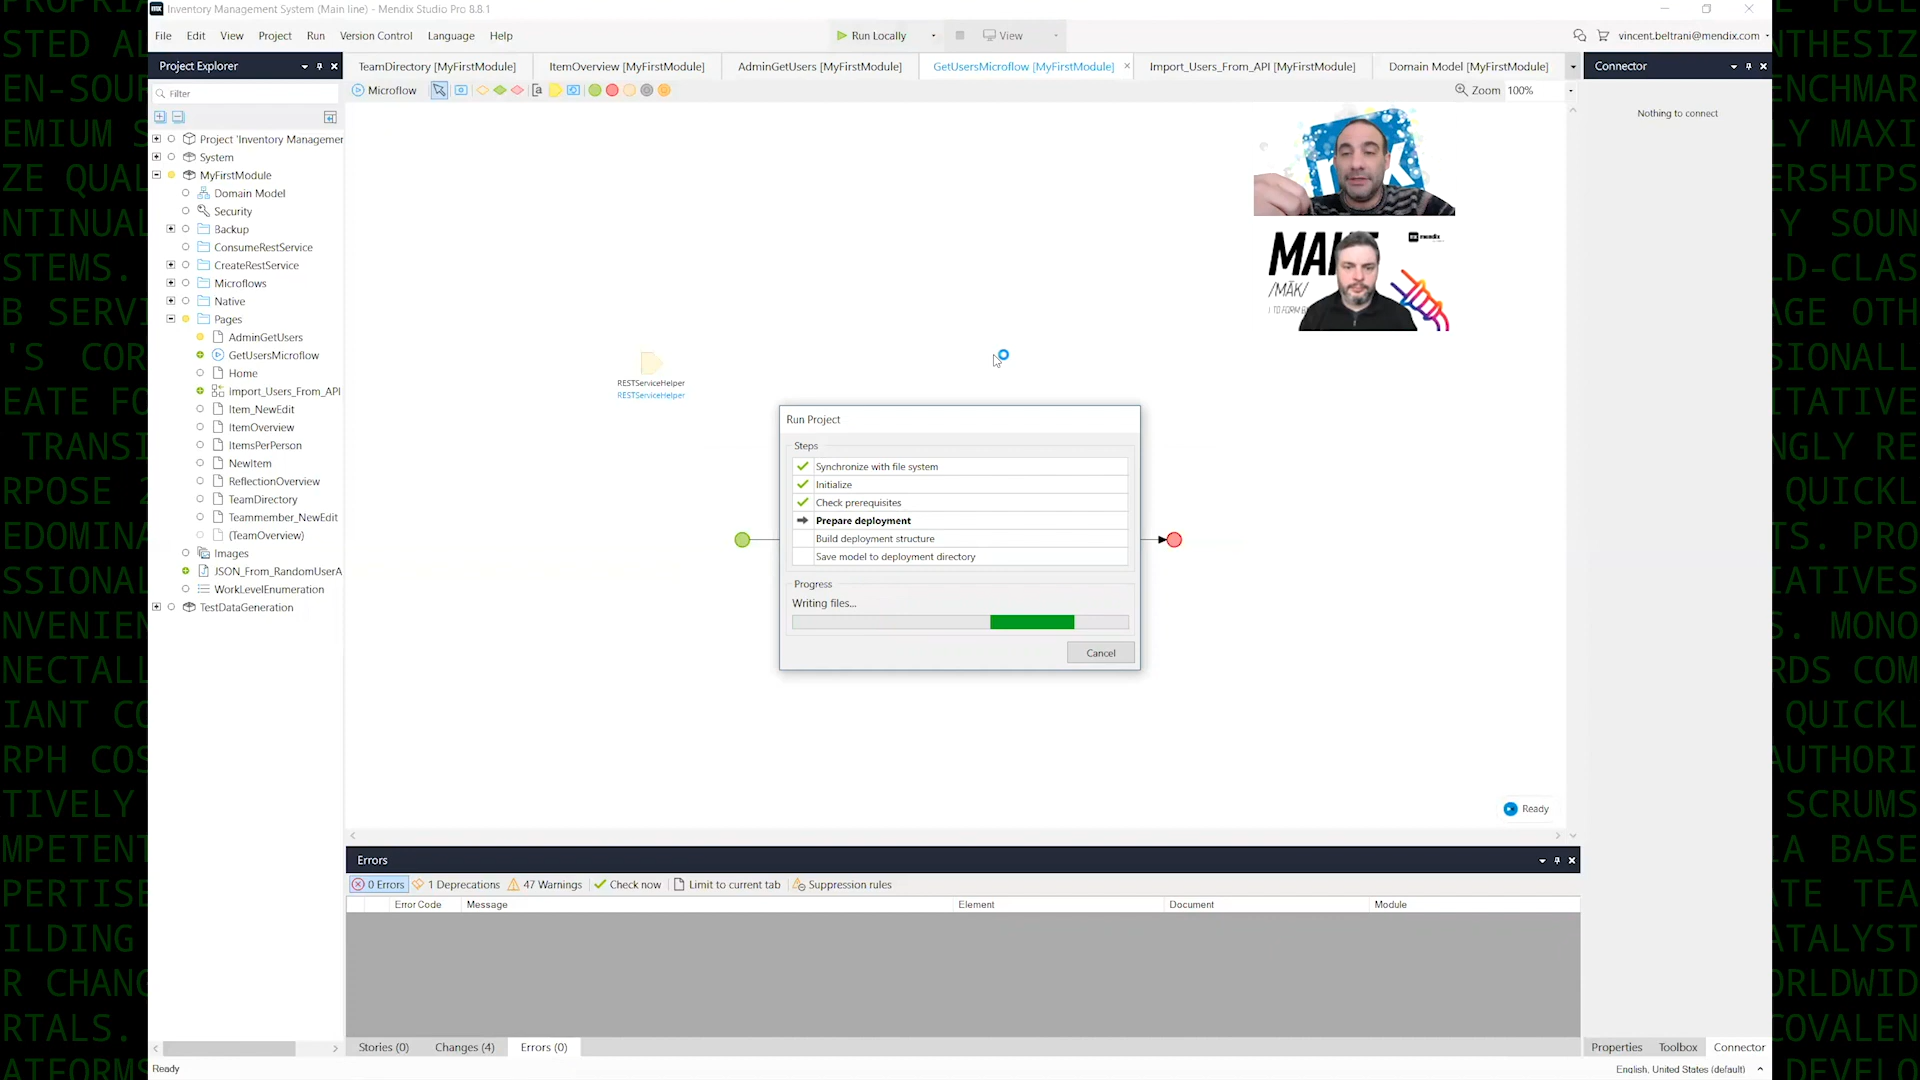 Inventory Management System (Main line) - Mendix Studio Pro 8.8.1
File Edit View Project Run Version Control Language Help
Run Locally
View
vincent.beltrani@mendix.com
Project Explorer
TeamDirectory [MyFirstModule] ItemOverview [MyFirstModule] AdminGetUsers [MyFirstModule] GetUsersMicroflow [MyFirstModule] Import_Users_From_API [MyFirstModule] Domain Model [MyFirstModule]
Connector
Filter
Microflow
Zoom 100%
Nothing to connect
Project 'Inventory Managemer
System
MyFirstModule
Domain Model
Security
Backup
ConsumeRestService
CreateRestService
Microflows
Native
Pages
AdminGetUsers
GetUsersMicroflow
Home
Import_Users_From_API
Item_NewEdit
ItemOverview
ItemsPerPerson
NewItem
ReflectionOverview
TeamDirectory
Teammember_NewEdit
(TeamOverview)
Images
JSON_From_RandomUserA
WorkLevelEnumeration
TestDataGeneration
mendix
/MĀK/
RESTServiceHelper
RESTServiceHelper
Run Project
Steps
Synchronize with file system
Initialize
Check prerequisites
Prepare deployment
Build deployment structure
Save model to deployment directory
Progress
Writing files...
Cancel
Ready
Errors
0 Errors 1 Deprecations 47 Warnings Check now Limit to current tab Suppression rules
Error Code Message Element Document Module
Stories (0) Changes (4) Errors (0)
Properties Toolbox Connector
Ready
English, United States (default)